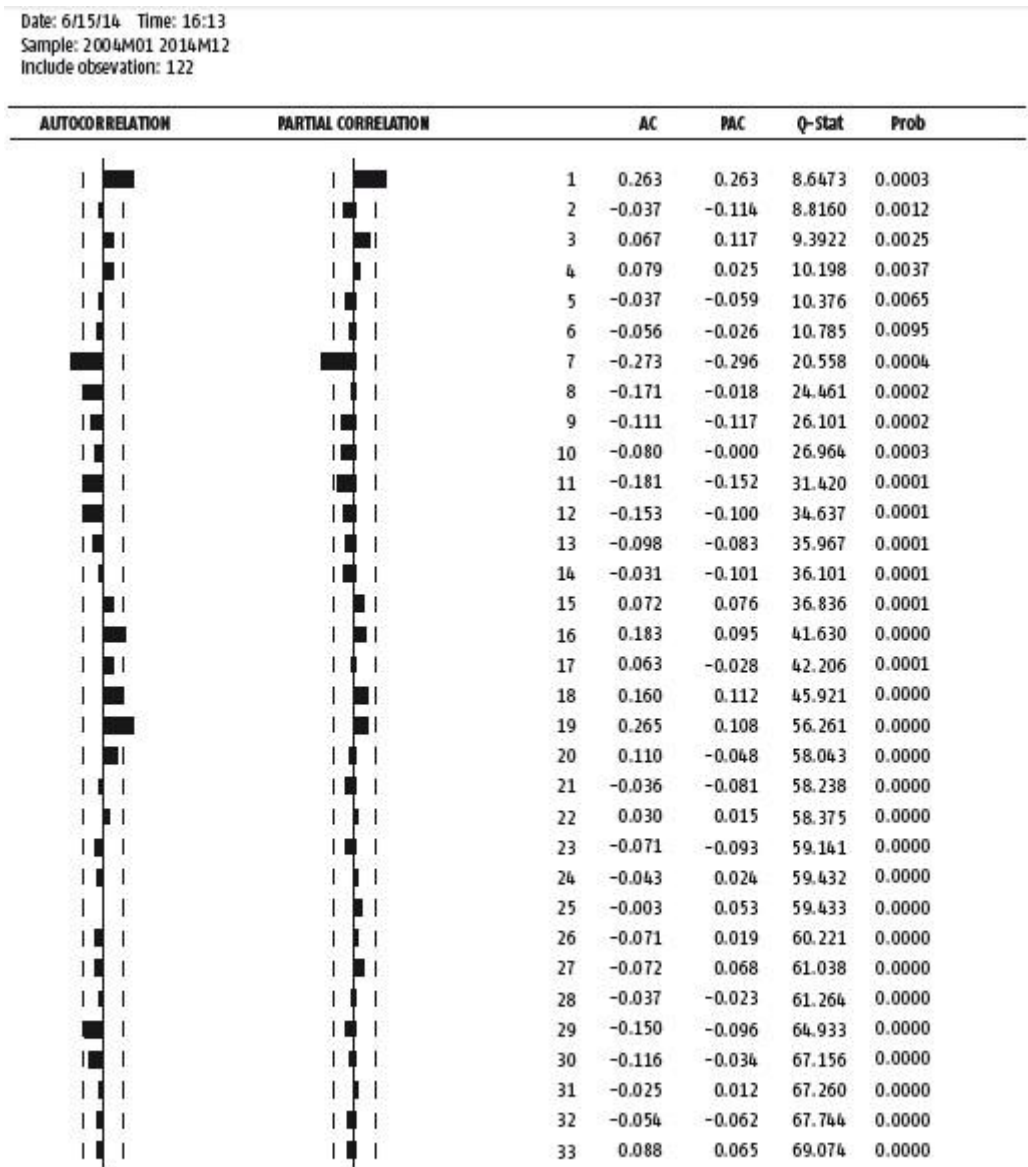 Date: 6/15/14 Time: 16:13
Sample: 2004M01 2014M12
Include obsevation: 122
AUTOCORRELATION PARTIAL CORRELATION AC PAC Q-Stat Prob
1 0.263 0.263 8.6473 0.0003
2 -0.037 -0.114 8.8160 0.0012
3 0.067 0.117 9.3922 0.0025
4 0.079 0.025 10.198 0.0037
5 -0.037 -0.059 10.376 0.0065
6 -0.056 -0.026 10.785 0.0095
7 -0.273 -0.296 20.558 0.0004
8 -0.171 -0.018 24.461 0.0002
9 -0.111 -0.117 26.101 0.0002
10 -0.080 -0.000 26.964 0.0003
11 -0.181 -0.152 31.420 0.0001
12 -0.153 -0.100 34.637 0.0001
13 -0.098 -0.083 35.967 0.0001
14 -0.031 -0.101 36.101 0.0001
15 0.072 0.076 36.836 0.0001
16 0.183 0.095 41.630 0.0000
17 0.063 -0.028 42.206 0.0001
18 0.160 0.112 45.921 0.0000
19 0.265 0.108 56.261 0.0000
20 0.110 -0.048 58.043 0.0000
21 -0.036 -0.081 58.238 0.0000
22 0.030 0.015 58.375 0.0000
23 -0.071 -0.093 59.141 0.0000
24 -0.043 0.024 59.432 0.0000
25 -0.003 0.053 59.433 0.0000
26 -0.071 0.019 60.221 0.0000
27 -0.072 0.068 61.038 0.0000
28 -0.037 -0.023 61.264 0.0000
29 -0.150 -0.096 64.933 0.0000
30 -0.116 -0.034 67.156 0.0000
31 -0.025 0.012 67.260 0.0000
32 -0.054 -0.062 67.744 0.0000
33 0.088 0.065 69.074 0.0000